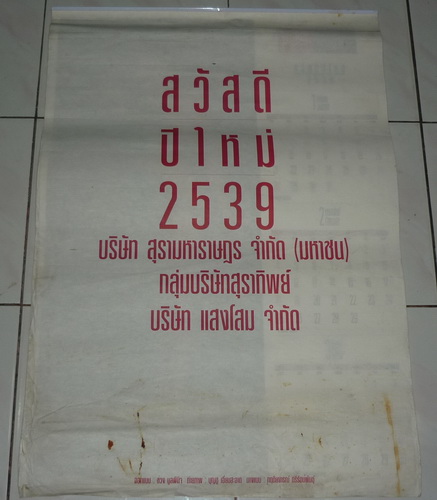 สวัสดี
ปีใหม่
2539
บริษัท สุรามหาราษฎร จำกัด (มหาชน)
กลุ่มบริษัทสุราทิพย์
บริษัท แสงโสม จำกัด